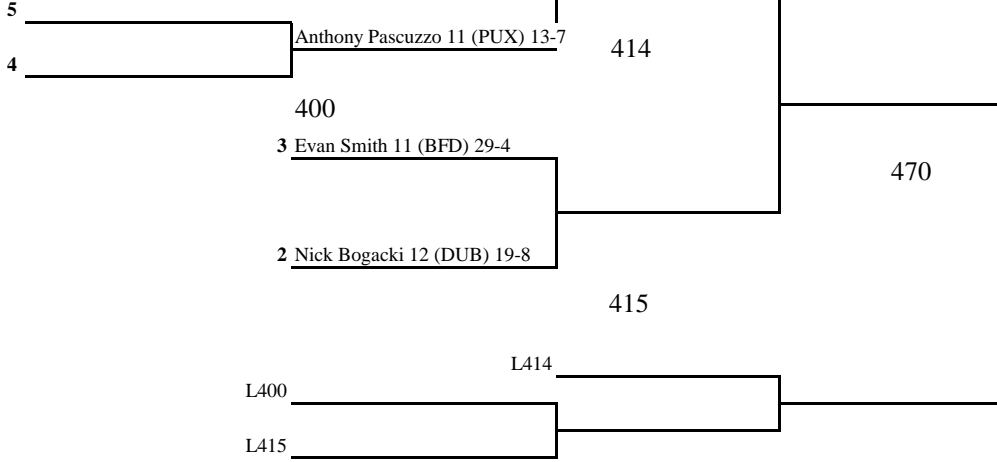 5
Anthony Pascuzzo 11 (PUX) 13-7
414
4
400
3 Evan Smith 11 (BFD) 29-4
470
2 Nick Bogacki 12 (DUB) 19-8
415
L414
L400
L415